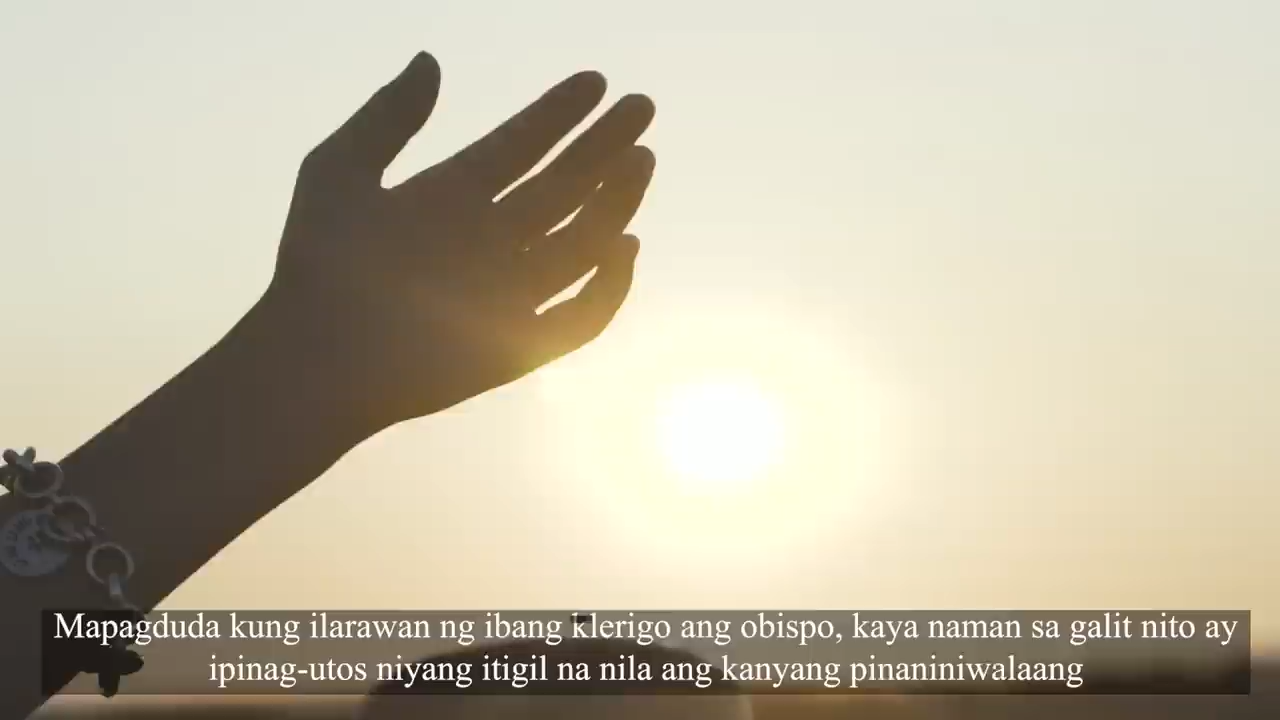 Mapagduda kung ilarawan ng ibang klerigo ang obispo, kaya naman sa galit nito ay
ipinag-utos niyang itigil na nila ang kanyang pinaniniwalaang